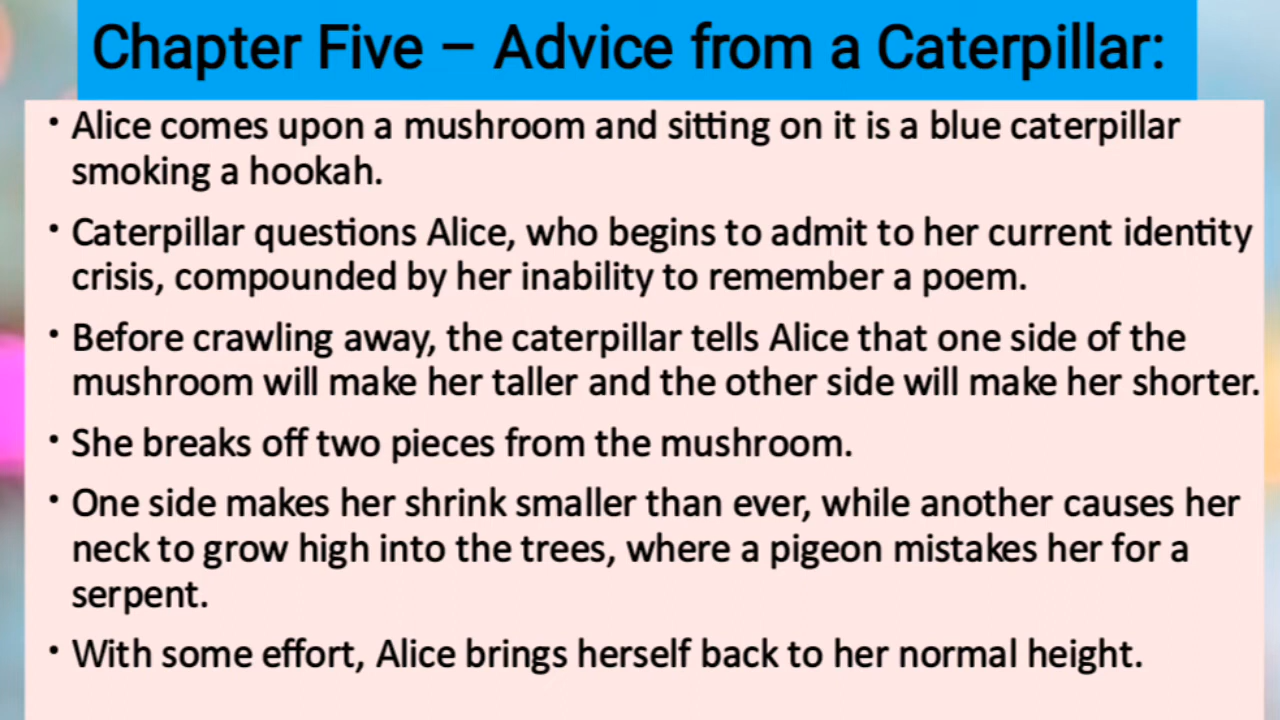 Chapter Five – Advice from a Caterpillar:
• Alice comes upon a mushroom and sitting on it is a blue caterpillar
smoking a hookah.
• Caterpillar questions Alice, who begins to admit to her current identity
crisis, compounded by her inability to remember a poem.
• Before crawling away, the caterpillar tells Alice that one side of the
mushroom will make her taller and the other side will make her shorter.
• She breaks off two pieces from the mushroom.
• One side makes her shrink smaller than ever, while another causes her
neck to grow high into the trees, where a pigeon mistakes her for a
serpent.
• With some effort, Alice brings herself back to her normal height.